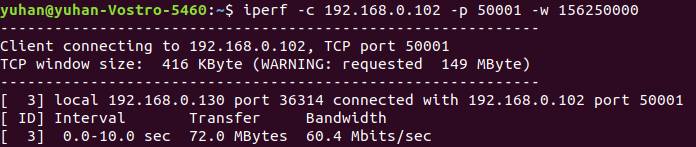 yuhan@yuhan-Vostro-5460:~$ iperf -c 192.168.0.102 -p 50001 -w 156250000
------------------------------------------------------------
Client connecting to 192.168.0.102, TCP port 50001
TCP window size:  416 KByte (WARNING: requested  149 MByte)
------------------------------------------------------------
[  3] local 192.168.0.130 port 36314 connected with 192.168.0.102 port 50001
[ ID] Interval       Transfer     Bandwidth
[  3]  0.0-10.0 sec  72.0 MBytes  60.4 Mbits/sec